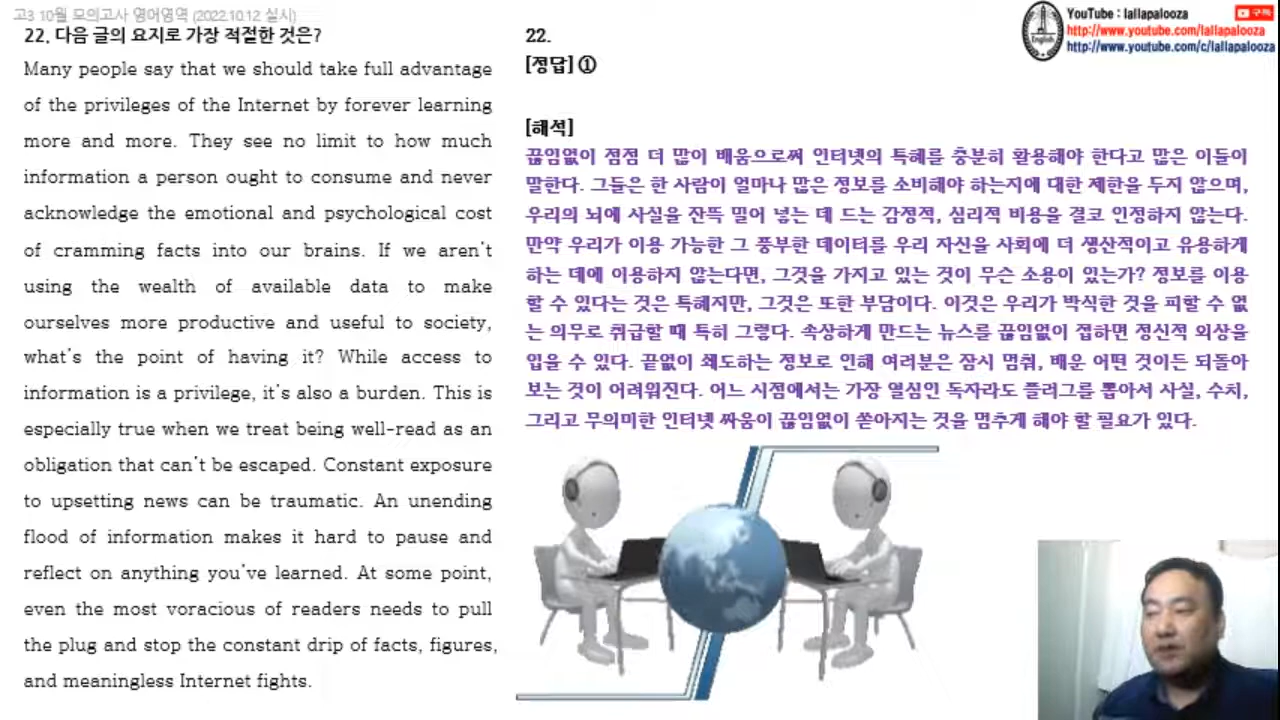 고3 10월 모의고사 영어영역 (2022.10.12 실시)
22. 다음 글의 요지로 가장 적절한 것은?
Many people say that we should take full advantage
of the privileges of the Internet by forever learning
more and more. They see no limit to how much
information a person ought to consume and never
acknowledge the emotional and psychological cost
of cramming facts into our brains. If we aren't
using the wealth of available data to make
ourselves more productive and useful to society,
what's the point of having it? While access to
information is a privilege, it's also a burden. This is
especially true when we treat being well-read as an
obligation that can't be escaped. Constant exposure
to upsetting news can be traumatic. An unending
flood of information makes it hard to pause and
reflect on anything you've learned. At some point,
even the most voracious of readers needs to pull
the plug and stop the constant drip of facts, figures,
and meaningless Internet fights.
22.
[정답] ①
[해석]
끊임없이 점점 더 많이 배움으로써 인터넷의 특혜를 충분히 활용해야 한다고 많은 이들이
말한다. 그들은 한 사람이 얼마나 많은 정보를 소비해야 하는지에 대한 제한을 두지 않으며,
우리의 뇌에 사실을 잔뜩 밀어 넣는 데 드는 감정적, 심리적 비용을 결코 인정하지 않는다.
만약 우리가 이용 가능한 그 풍부한 데이터를 우리 자신을 사회에 더 생산적이고 유용하게
하는 데에 이용하지 않는다면, 그것을 가지고 있는 것이 무슨 소용이 있는가? 정보를 이용
할 수 있다는 것은 특혜지만, 그것은 또한 부담이다. 이것은 우리가 박식한 것을 피할 수 없
는 의무로 취급할 때 특히 그렇다. 속상하게 만드는 뉴스를 끊임없이 접하면 정신적 외상을
입을 수 있다. 끝없이 쇄도하는 정보로 인해 여러분은 잠시 멈춰, 배운 어떤 것이든 되돌아
보는 것이 어려워진다. 어느 시점에서는 가장 열심인 독자라도 플러그를 뽑아서 사실, 수치,
그리고 무의미한 인터넷 싸움이 끊임없이 쏟아지는 것을 멈추게 해야 할 필요가 있다.
English
YouTube : lallapalooza
구독
http://www.youtube.com/lallapalooza
http://www.youtube.com/c/lallapalooza